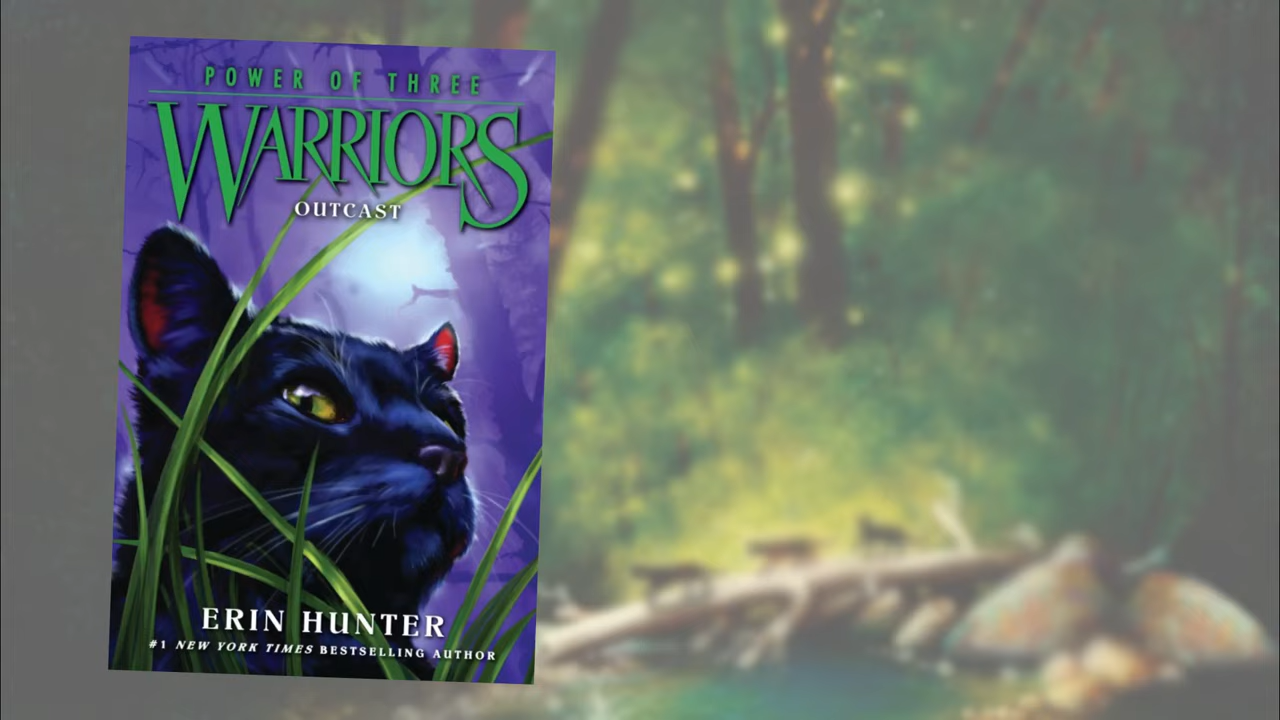 POWER OF THREE
WARRIORS
OUTCAST
ERIN HUNTER
#1 NEW YORK TIMES BESTSELLING AUTHOR